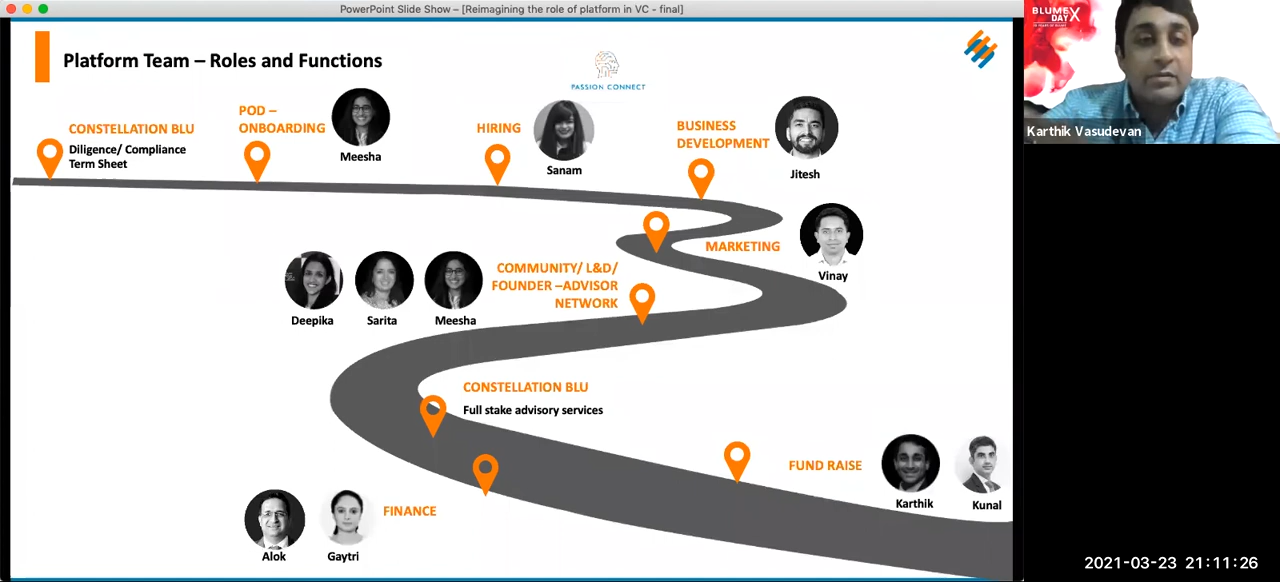 PowerPoint Slide Show – [Reimagining the role of platform in VC - final]
BLUME
DAY X
Platform Team – Roles and Functions
PASSION CONNECT
Karthik Vasudevan
CONSTELLATION BLU
Diligence/ Compliance
Term Sheet
POD –
ONBOARDING
Meesha
HIRING
Sanam
BUSINESS
DEVELOPMENT
Jitesh
MARKETING
Vinay
COMMUNITY/ L&D/
FOUNDER –ADVISOR
NETWORK
Deepika
Sarita
Meesha
CONSTELLATION BLU
Full stake advisory services
FUND RAISE
Karthik
Kunal
FINANCE
Alok
Gaytri
2021-03-23 21:11:26